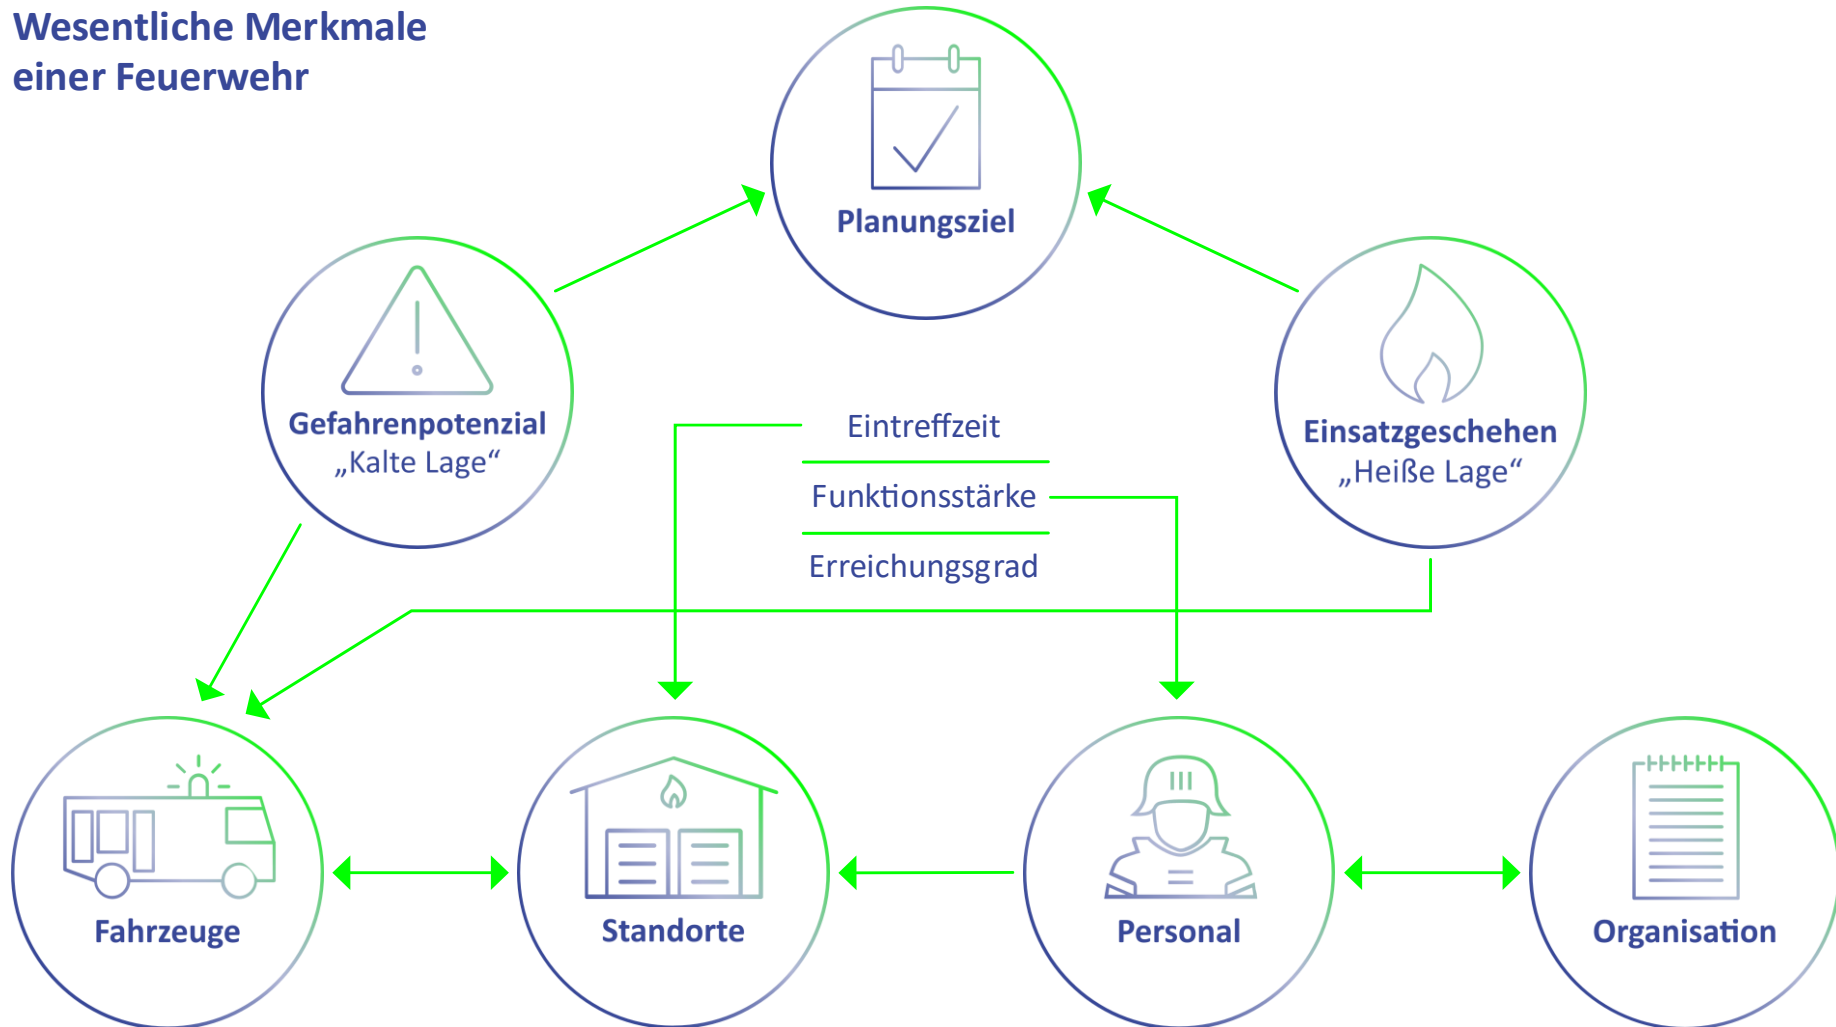 Wesentliche Merkmale
einer Feuerwehr
Planungsziel
Gefahrenpotenzial
„Kalte Lage“
Einsatzgeschehen
„Heiße Lage“
Eintreffzeit
Funktionsstärke
Erreichungsgrad
Fahrzeuge
Standorte
Personal
Organisation